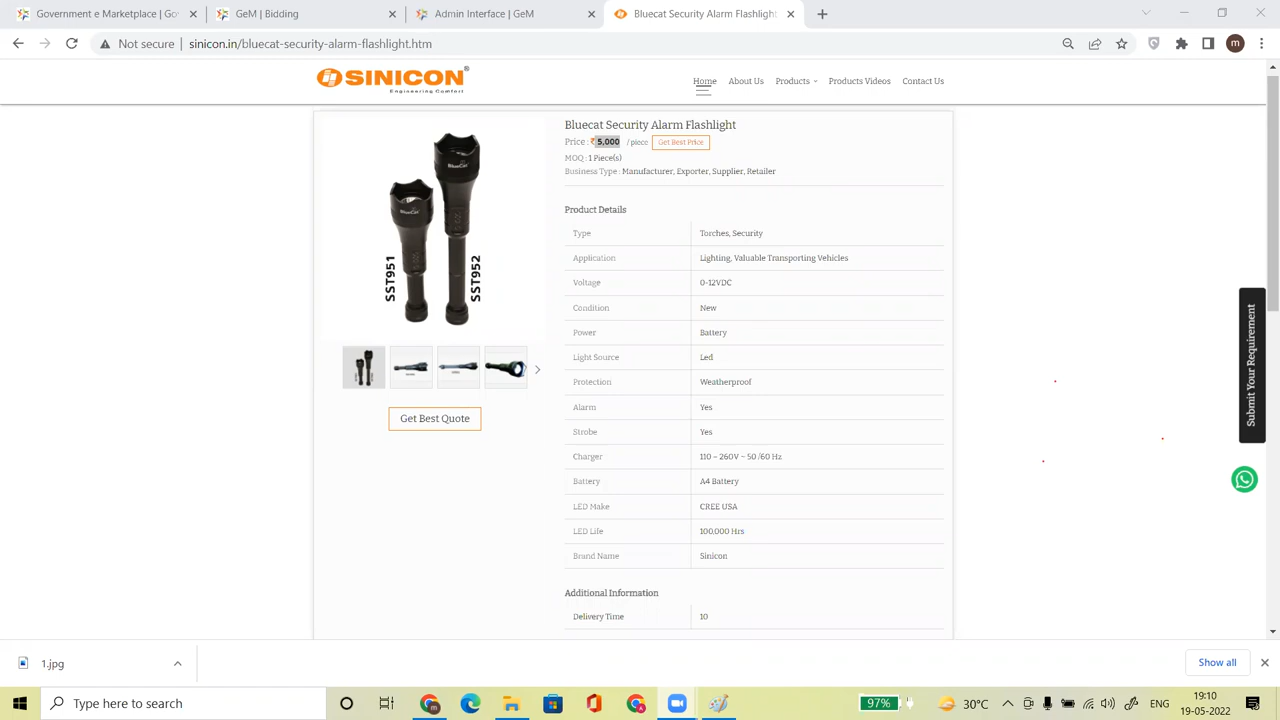 Government e Marketplace | Gov
GeM | Bidding
Admin Interface | GeM
Bluecat Security Alarm Flashlight
Not secure
sinicon.in/bluecat-security-alarm-flashlight.htm
m
SINICON®
Engineering Comfort
Home
About Us
Products
Products Videos
Contact Us
Bluecat Security Alarm Flashlight
Price : ₹ 5,000 / piece Get Best Price
MOQ : 1 Piece(s)
Business Type : Manufacturer, Exporter, Supplier, Retailer
BlueCat
BlueCat
SST951
SST952
Get Best Quote
Product Details
Type Torches, Security
Application Lighting, Valuable Transporting Vehicles
Voltage 0-12VDC
Condition New
Power Battery
Light Source Led
Protection Weatherproof
Alarm Yes
Strobe Yes
Charger 110 – 260V ~ 50 /60 Hz
Battery A4 Battery
LED Make CREE USA
LED Life 100,000 Hrs
Brand Name Sinicon
Additional Information
Delivery Time 10
Submit Your Requirement
1.jpg
Show all
Type here to search
97%
30°C
ENG
19:10
19-05-2022